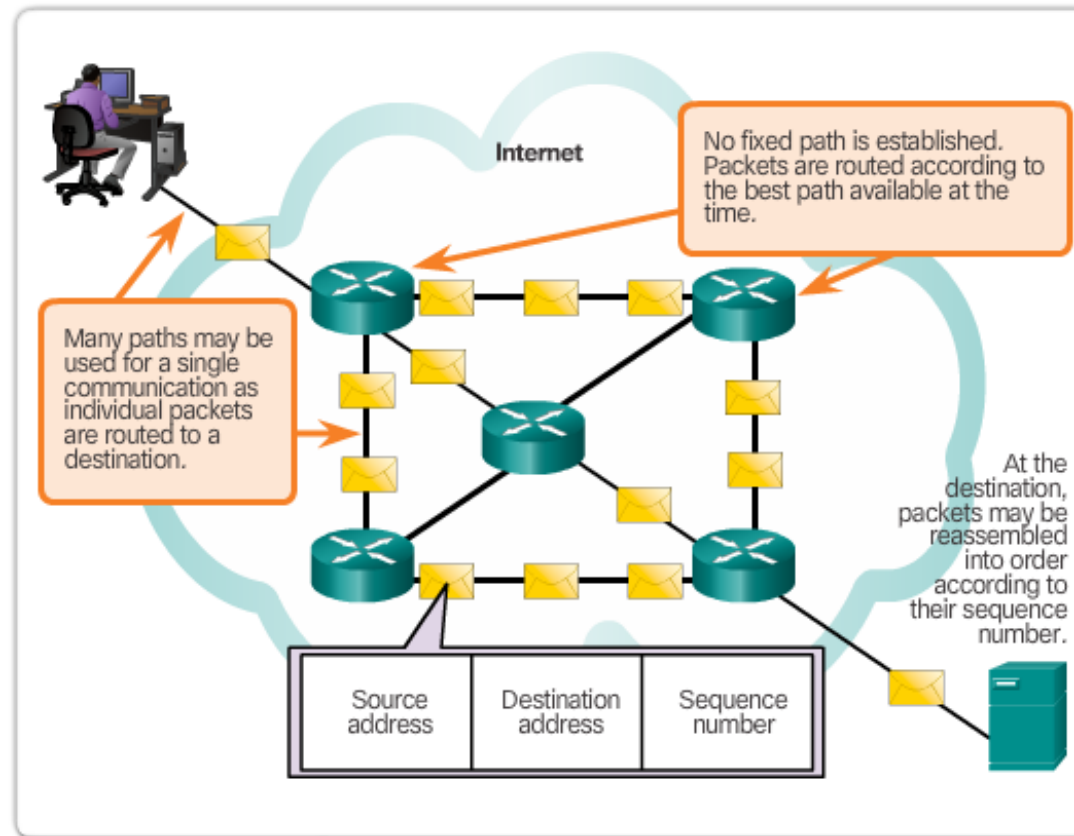 Internet
No fixed path is established.
Packets are routed according to
the best path available at the
time.
Many paths may be
used for a single
communication as
individual packets
are routed to a
destination.
At the
destination,
packets may be
reassembled
into order
according to
their sequence
number.
Source
address
Destination
address
Sequence
number